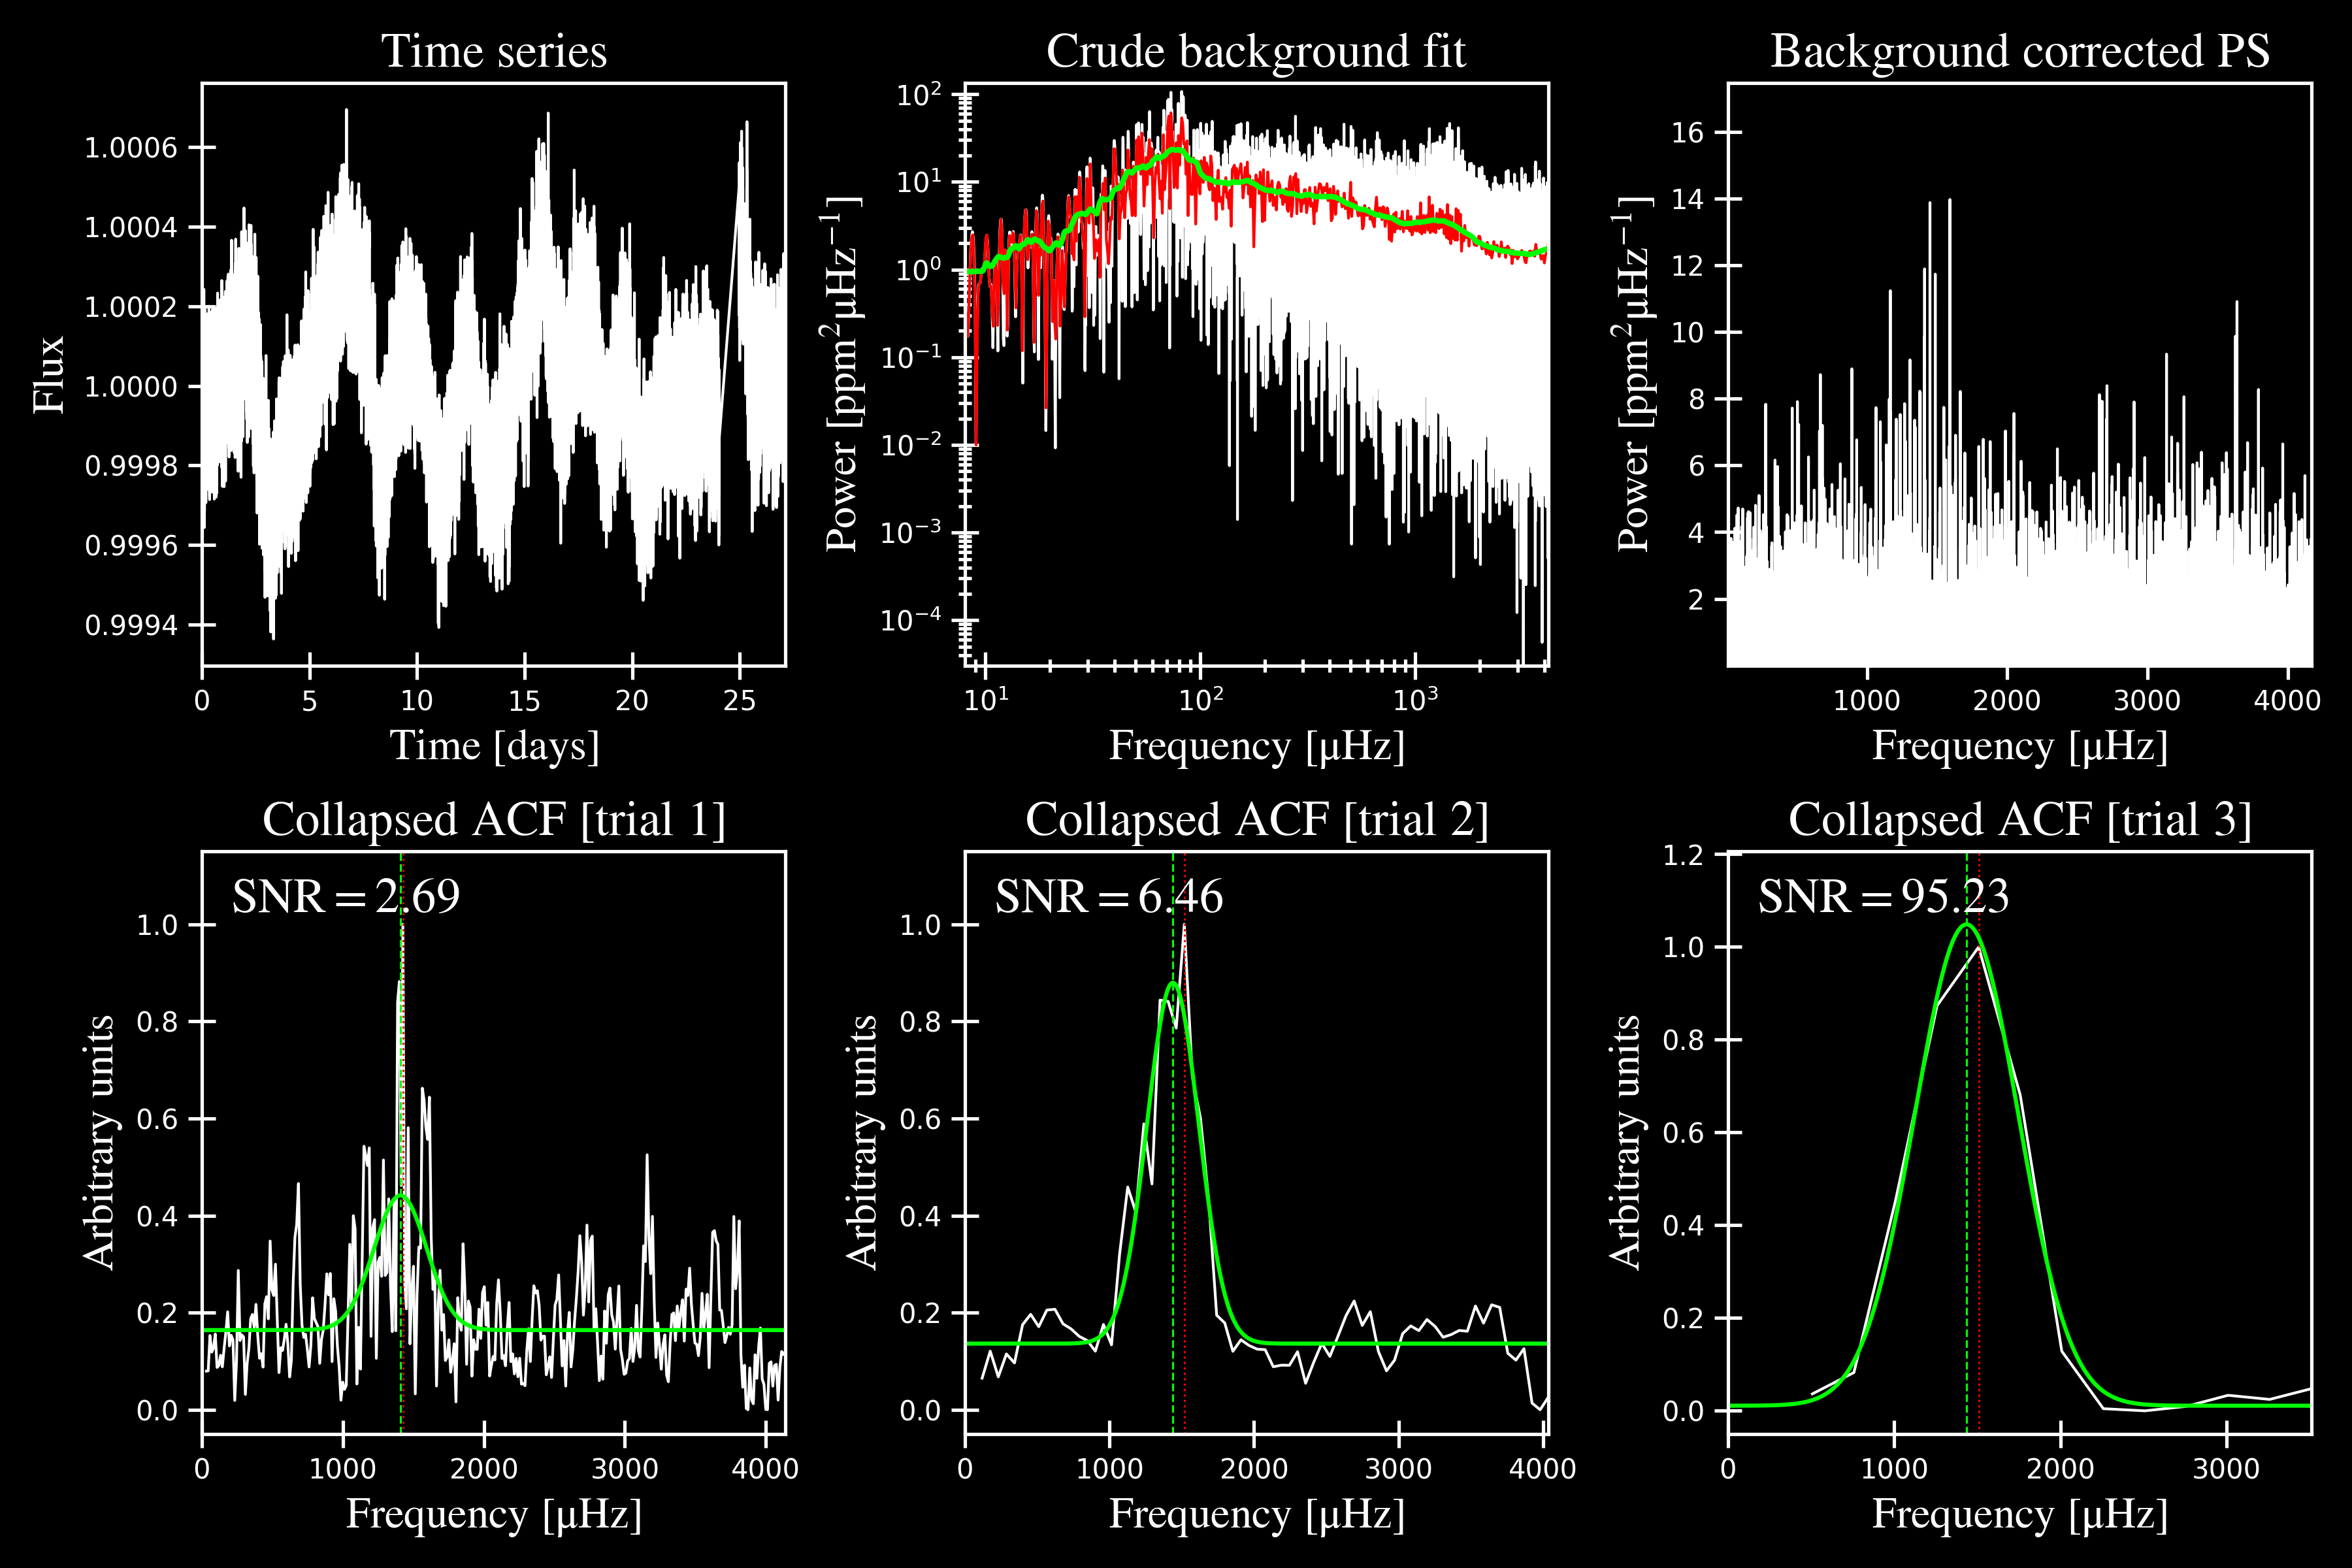 Time series
Flux
1.0006
1.0004
1.0002
1.0000
0.9998
0.9996
0.9994
0 5 10 15 20 25
Time [days]
Crude background fit
Power [ppm²μHz⁻¹]
10²
10¹
10⁰
10⁻¹
10⁻²
10⁻³
10⁻⁴
10¹ 10² 10³
Frequency [μHz]
Background corrected PS
Power [ppm²μHz⁻¹]
16
14
12
10
8
6
4
2
1000 2000 3000 4000
Frequency [μHz]
Collapsed ACF [trial 1]
SNR = 2.69
Arbitrary units
1.0
0.8
0.6
0.4
0.2
0.0
0 1000 2000 3000 4000
Frequency [μHz]
Collapsed ACF [trial 2]
SNR = 6.46
Arbitrary units
1.0
0.8
0.6
0.4
0.2
0.0
0 1000 2000 3000 4000
Frequency [μHz]
Collapsed ACF [trial 3]
SNR = 95.23
Arbitrary units
1.2
1.0
0.8
0.6
0.4
0.2
0.0
0 1000 2000 3000
Frequency [μHz]